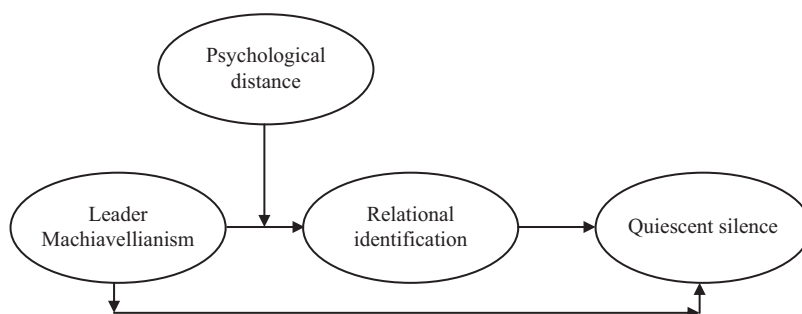 Psychological
distance
Leader
Machiavellianism
Relational
identification
Quiescent silence